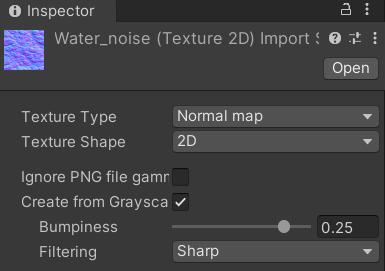 Inspector
Water_noise (Texture 2D) Import S
Open
Texture Type Normal map
Texture Shape 2D
Ignore PNG file gamm
Create from Graysca
Bumpiness 0.25
Filtering Sharp